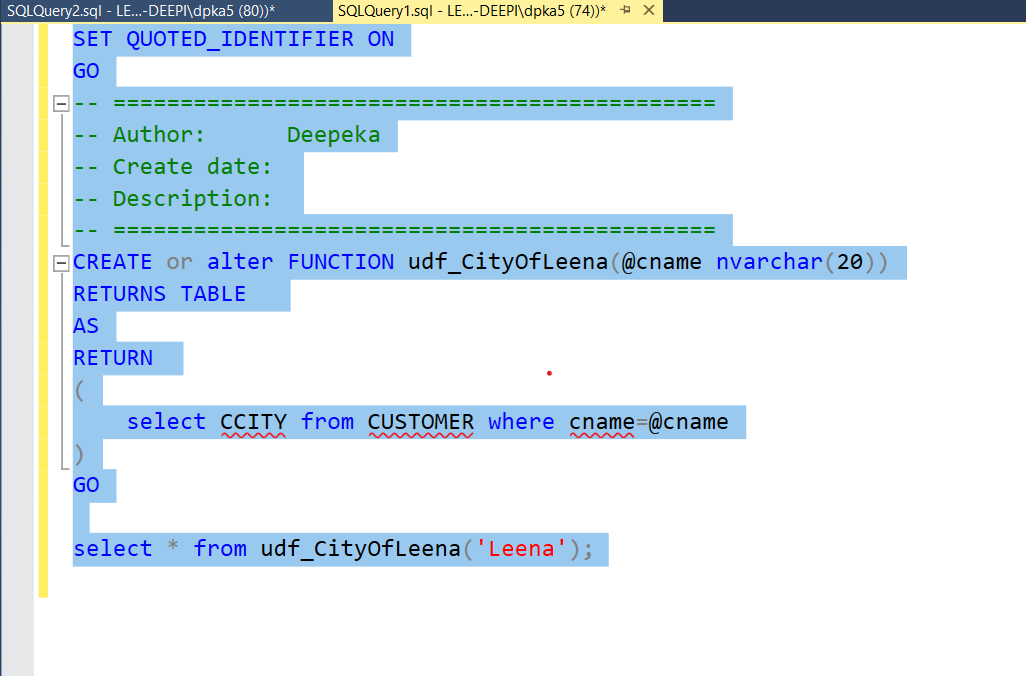 SQLQuery2.sql - LE...-DEEPI\dpka5 (80))* SQLQuery1.sql - LE...-DEEPI\dpka5 (74))*
SET QUOTED_IDENTIFIER ON
GO
-- =============================================
-- Author:      Deepeka
-- Create date:
-- Description:
-- =============================================
CREATE or alter FUNCTION udf_CityOfLeena(@cname nvarchar(20))
RETURNS TABLE
AS
RETURN
(
    select CCITY from CUSTOMER where cname=@cname
)
GO
select * from udf_CityOfLeena('Leena');